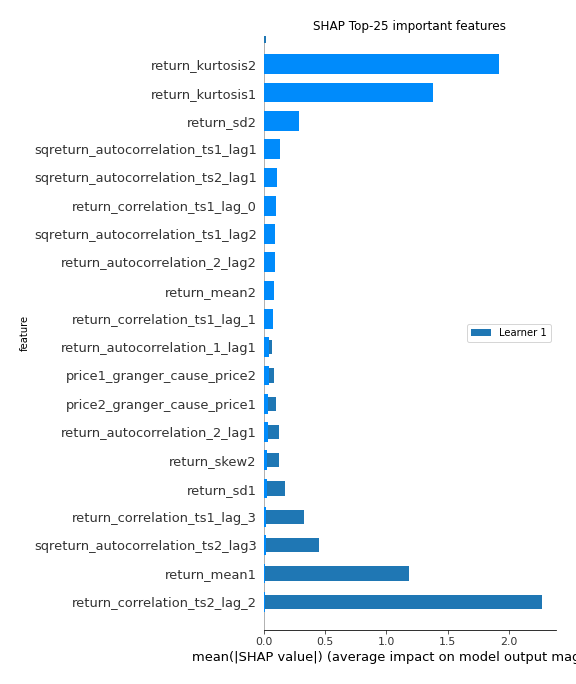 SHAP Top-25 important features
return_kurtosis2
return_kurtosis1
return_sd2
sqreturn_autocorrelation_ts1_lag1
sqreturn_autocorrelation_ts2_lag1
return_correlation_ts1_lag_0
sqreturn_autocorrelation_ts1_lag2
return_autocorrelation_2_lag2
return_mean2
return_correlation_ts1_lag_1
return_autocorrelation_1_lag1
price1_granger_cause_price2
price2_granger_cause_price1
return_autocorrelation_2_lag1
return_skew2
return_sd1
return_correlation_ts1_lag_3
sqreturn_autocorrelation_ts2_lag3
return_mean1
return_correlation_ts2_lag_2
feature
Learner 1
0.0 0.5 1.0 1.5 2.0
mean(|SHAP value|) (average impact on model output mag